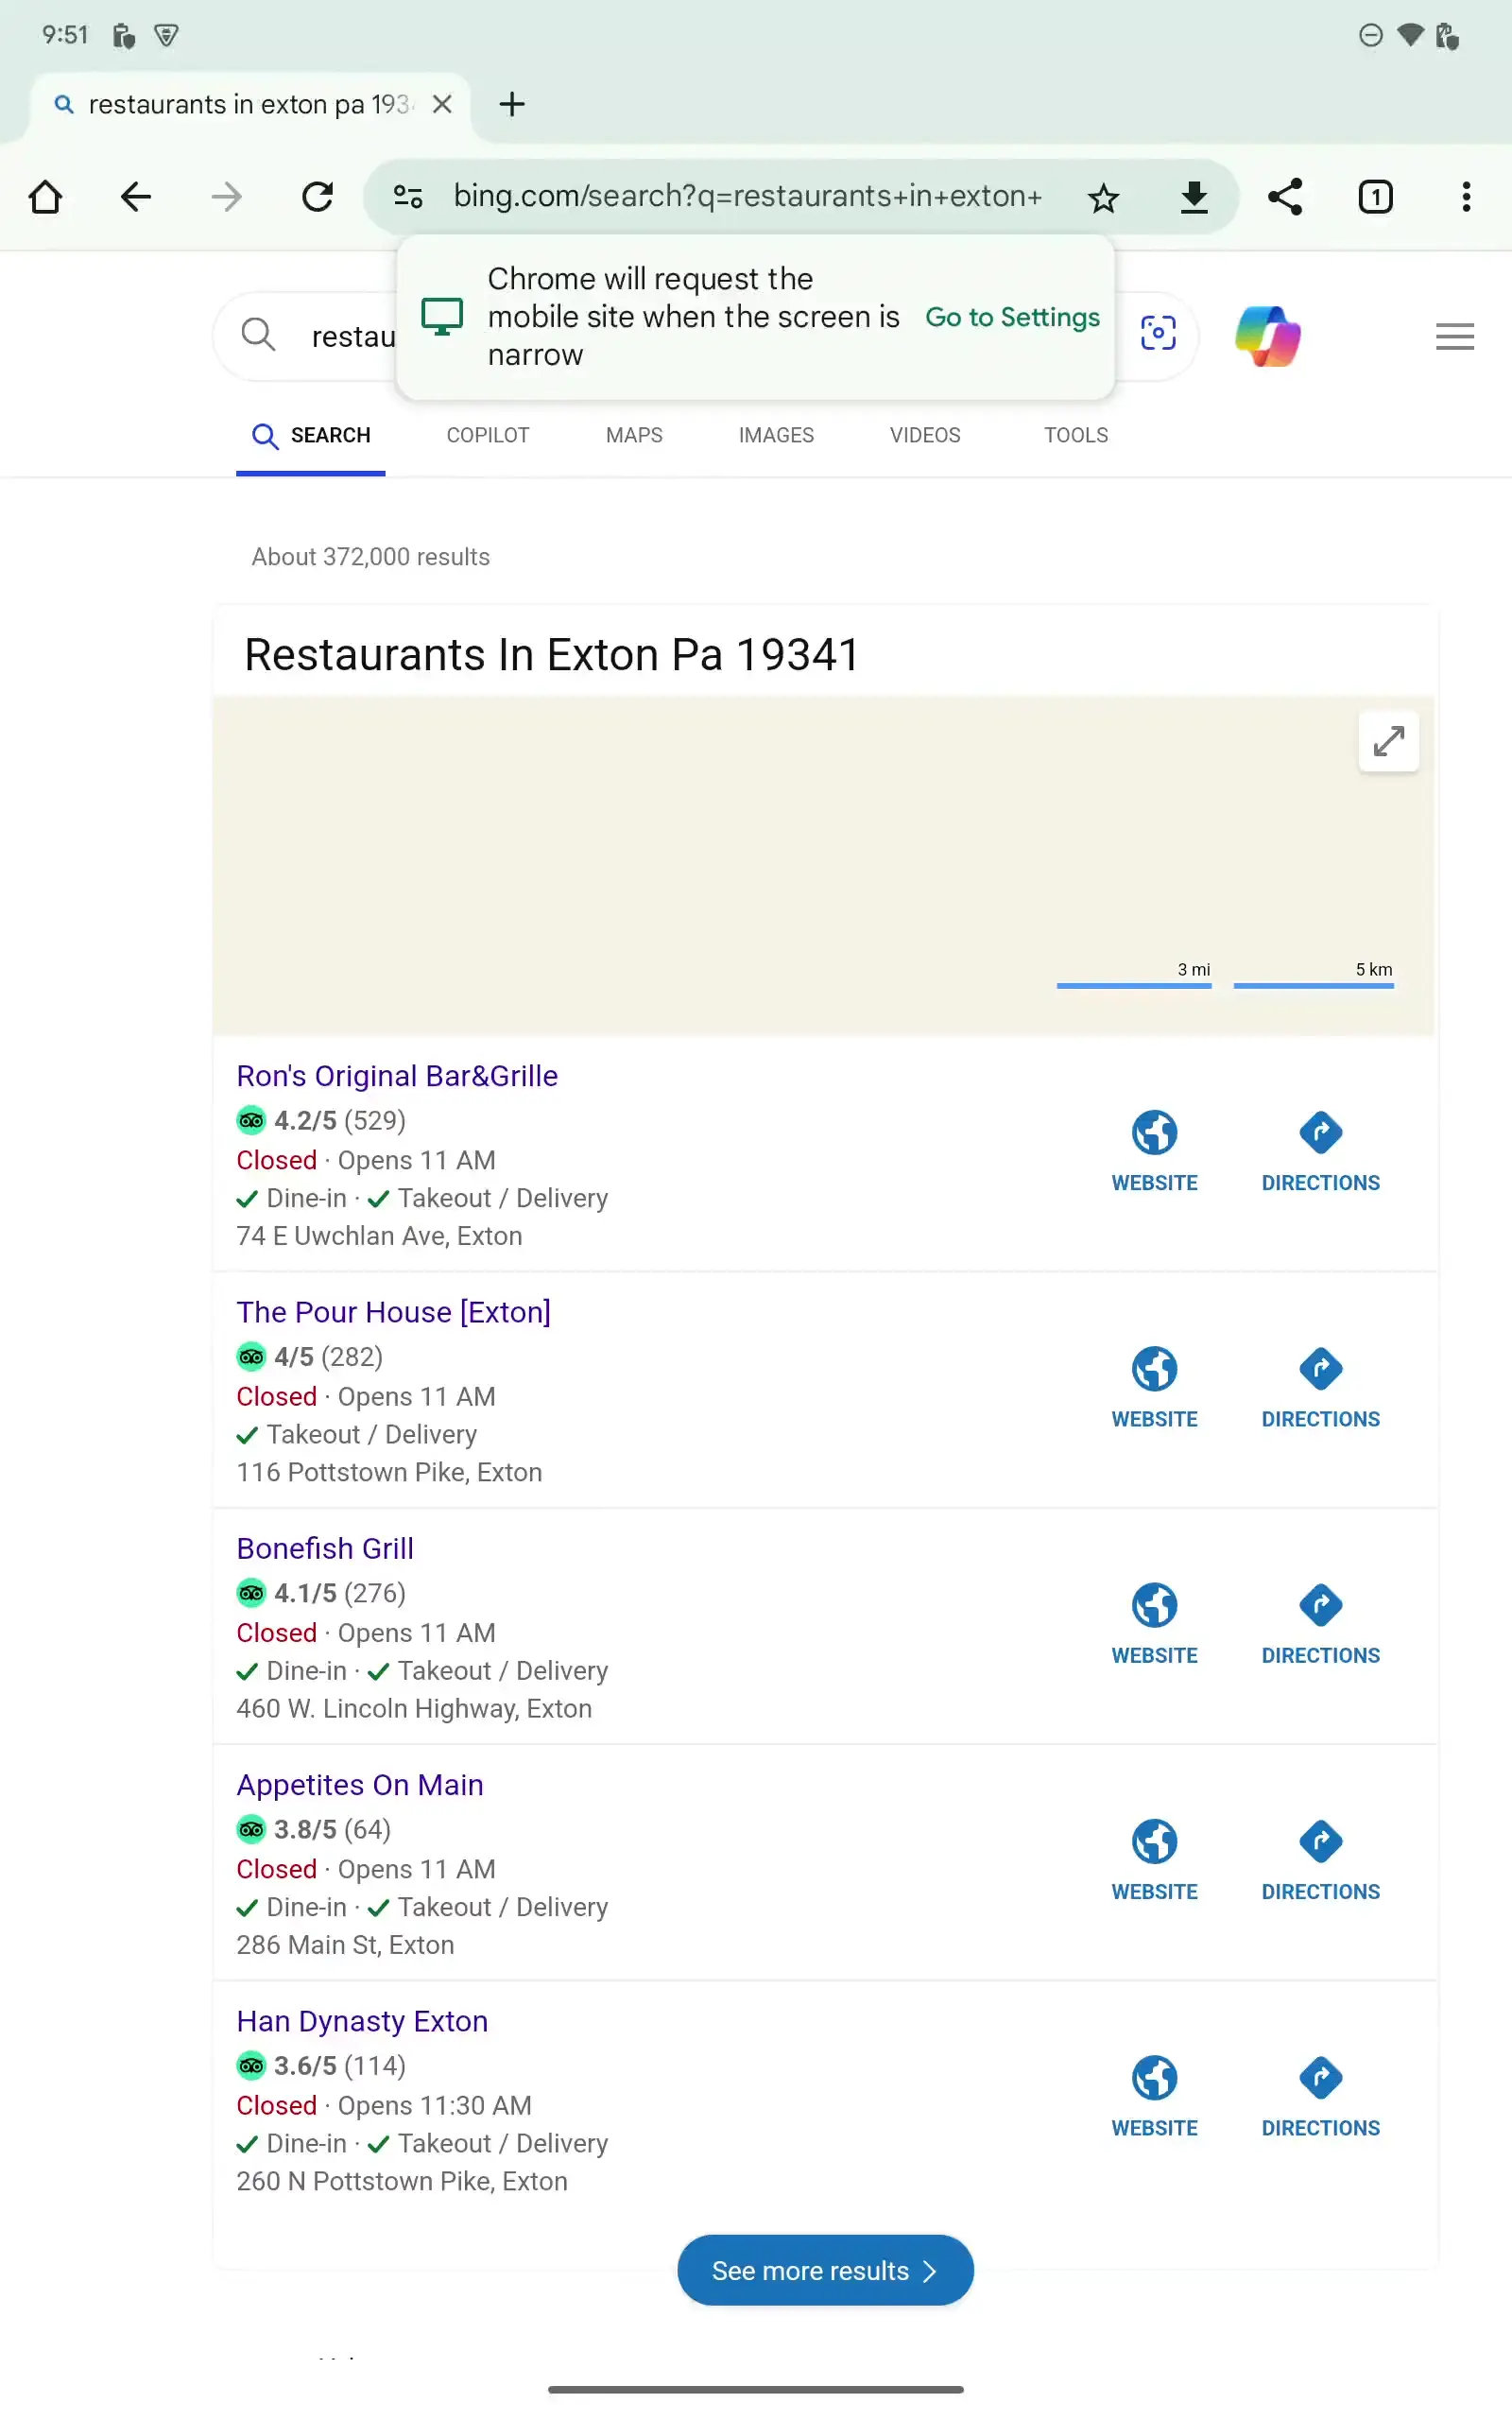 9:51
restaurants in exton pa 193
bing.com/search?q=restaurants+in+exton+
1
Chrome will request the
mobile site when the screen is
narrow
Go to Settings
restau
SEARCH
COPILOT
MAPS
IMAGES
VIDEOS
TOOLS
About 372,000 results
Restaurants In Exton Pa 19341
3 mi
5 km
Ron's Original Bar&Grille
4.2/5 (529)
Closed · Opens 11 AM
Dine-in · Takeout / Delivery
74 E Uwchlan Ave, Exton
WEBSITE
DIRECTIONS
The Pour House [Exton]
4/5 (282)
Closed · Opens 11 AM
Takeout / Delivery
116 Pottstown Pike, Exton
WEBSITE
DIRECTIONS
Bonefish Grill
4.1/5 (276)
Closed · Opens 11 AM
Dine-in · Takeout / Delivery
460 W. Lincoln Highway, Exton
WEBSITE
DIRECTIONS
Appetites On Main
3.8/5 (64)
Closed · Opens 11 AM
Dine-in · Takeout / Delivery
286 Main St, Exton
WEBSITE
DIRECTIONS
Han Dynasty Exton
3.6/5 (114)
Closed · Opens 11:30 AM
Dine-in · Takeout / Delivery
260 N Pottstown Pike, Exton
WEBSITE
DIRECTIONS
See more results